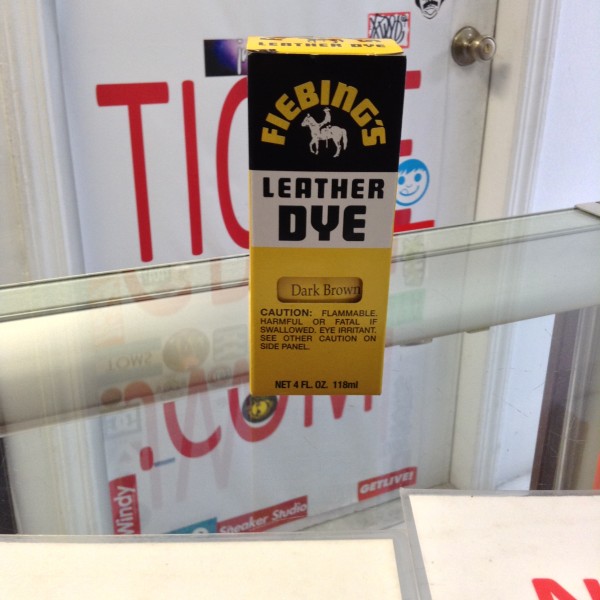 LEATHER DYE
FIEBING'S
LEATHER
DYE
Dark Brown
CAUTION: FLAMMABLE.
HARMFUL OR FATAL IF
SWALLOWED. EYE IRRITANT.
SEE OTHER CAUTION ON
SIDE PANEL.
NET 4 FL. OZ. 118ml
TIC
E
.COM
Windy
Sneaker Studio
GETLIVE!